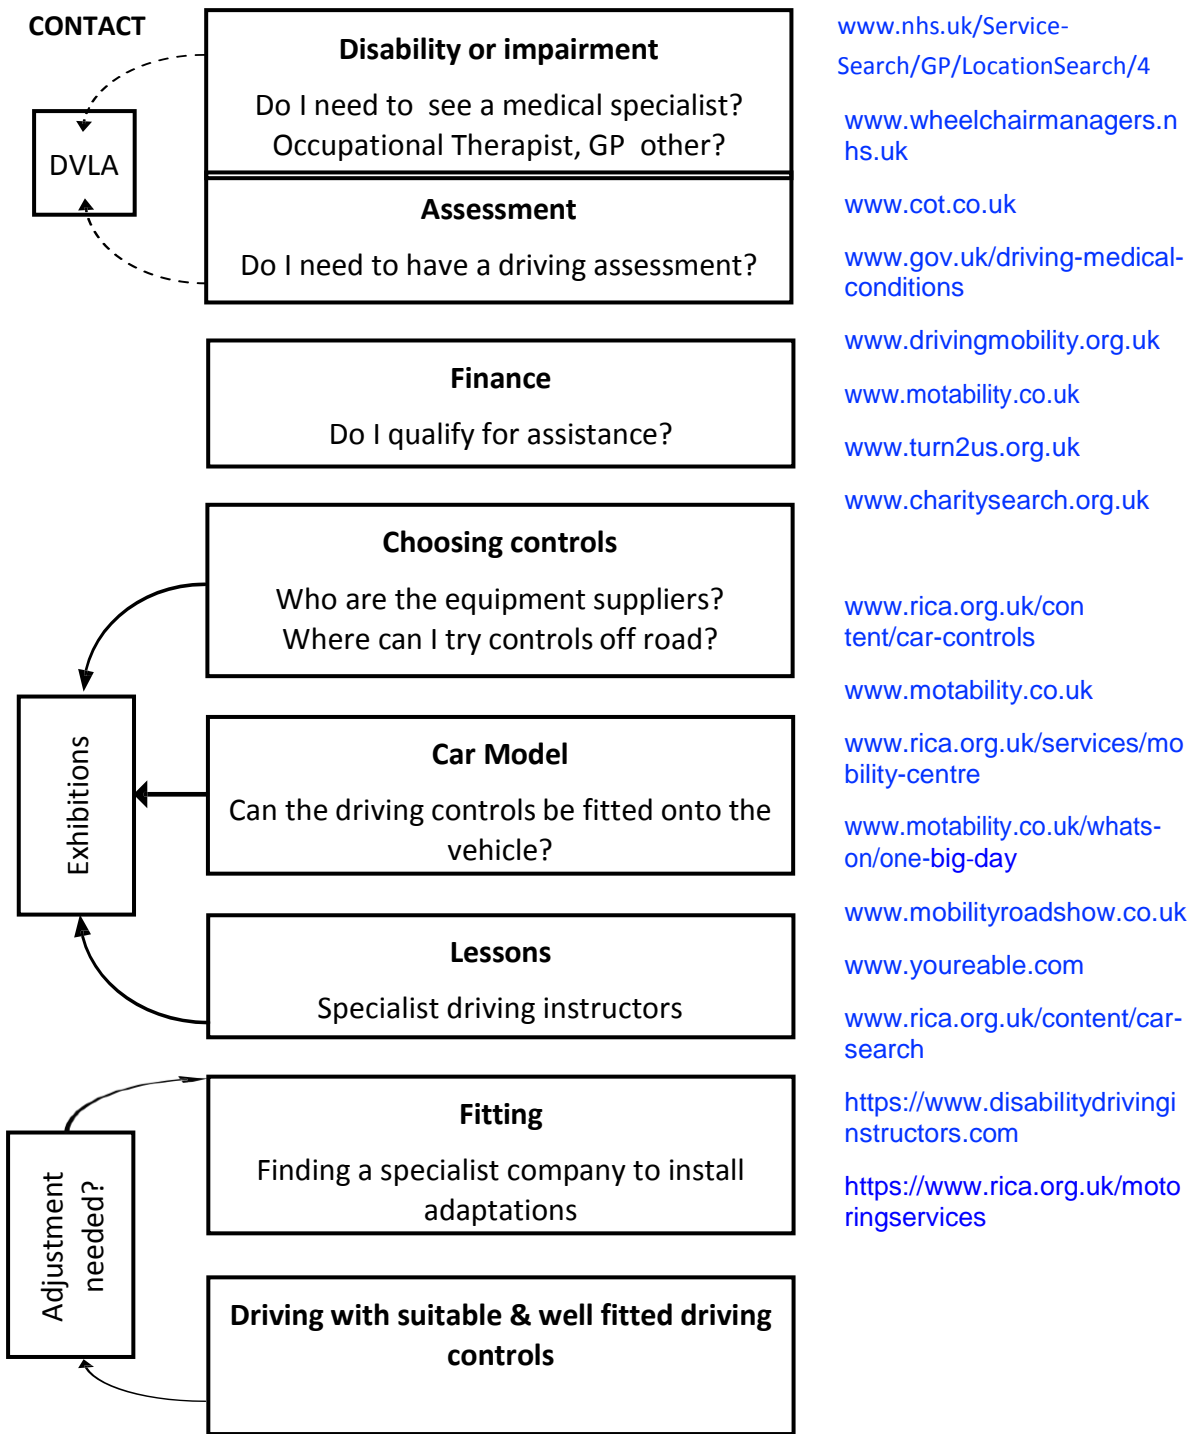 CONTACT
DVLA
Disability or impairment
Do I need to see a medical specialist?
Occupational Therapist, GP other?
Assessment
Do I need to have a driving assessment?
Finance
Do I qualify for assistance?
Choosing controls
Who are the equipment suppliers?
Where can I try controls off road?
Exhibitions
Car Model
Can the driving controls be fitted onto the
vehicle?
Lessons
Specialist driving instructors
Fitting
Finding a specialist company to install
adaptations
Adjustment
needed?
Driving with suitable & well fitted driving
controls
www.nhs.uk/Service-
Search/GP/LocationSearch/4
www.wheelchairmanagers.n
hs.uk
www.cot.co.uk
www.gov.uk/driving-medical-
conditions
www.drivingmobility.org.uk
www.motability.co.uk
www.turn2us.org.uk
www.charitysearch.org.uk
www.rica.org.uk/con
tent/car-controls
www.motability.co.uk
www.rica.org.uk/services/mo
bility-centre
www.motability.co.uk/whats-
on/one-big-day
www.mobilityroadshow.co.uk
www.youreable.com
www.rica.org.uk/content/car-
search
https://www.disabilitydrivingi
nstructors.com
https://www.rica.org.uk/moto
ringservices